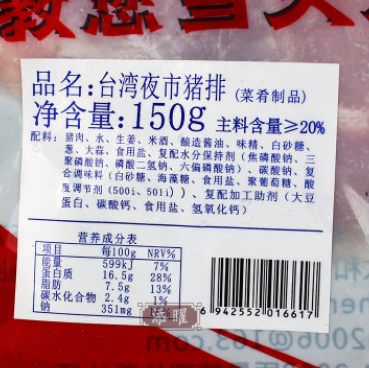 教您
品名:台湾夜市猪排 (菜肴制品)
净含量:150g 主料含量≥20%
配料: 猪肉、水、生姜、米酒、酿造酱油、味精、白砂糖、
葱、大蒜、食用盐、复配水分保持剂(焦磷酸钠、三
聚磷酸钠、磷酸二氢钠、六偏磷酸钠)、碳酸钠、复
合调味料(白砂糖、海藻糖、食用盐、聚葡萄糖、酸
度调节剂(500i、501i))、复配加工助剂(大豆
蛋白、碳酸钙、食用盐、氢氧化钙)
营养成分表
项目 每100g NRV%
能量 599kJ 7%
蛋白质 16.5g 28%
脂肪 7.5g 13%
碳水化合物 2.4g 1%
钠 351mg
添曜
6 942552 016617
和
2006@163.com